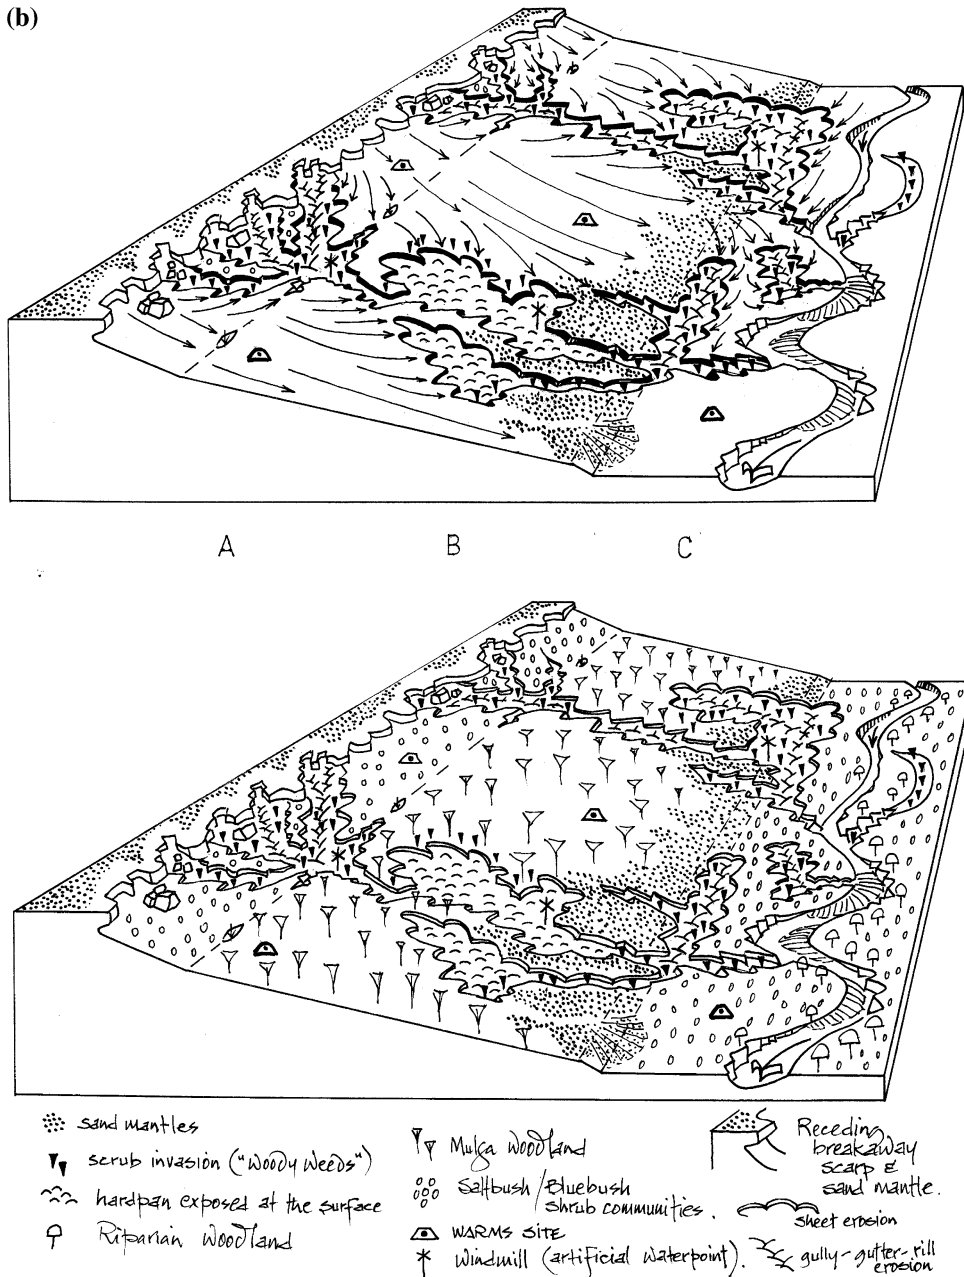 (b)
A B C
sand mantles
scrub invasion ("woody weeds")
hardpan exposed at the surface
Riparian Woodland
Mulga Woodland
Saltbush/Bluebush
shrub communities.
WARMS SITE
Windmill (artificial waterpoint).
Receding
breakaway
scarp &
sand mantle.
sheet erosion
gully-gutter-rill
erosion